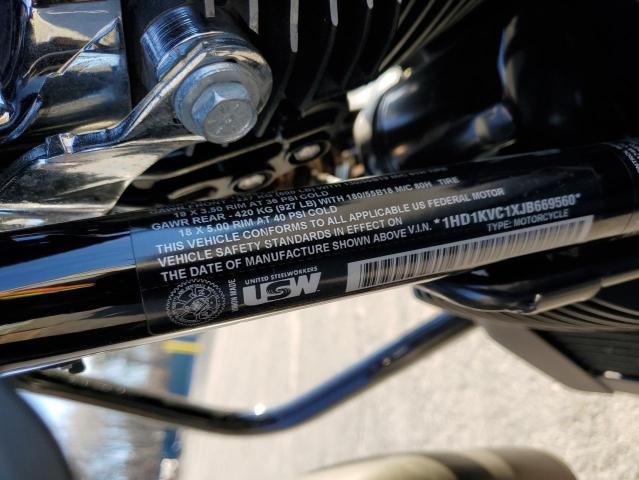 19 X 3.50 RIM AT 36 PSI COLD
GAWR REAR - 420 KG (927 LB) WITH 180/55B18 M/C 80H TIRE
18 X 5.00 RIM AT 40 PSI COLD
THIS VEHICLE CONFORMS TO ALL APPLICABLE US FEDERAL MOTOR
VEHICLE SAFETY STANDARDS IN EFFECT ON
THE DATE OF MANUFACTURE SHOWN ABOVE V.I.N. *1HD1KVC1XJB669560*
TYPE: MOTORCYCLE
UNION MADE
UNITED STEELWORKERS
USW